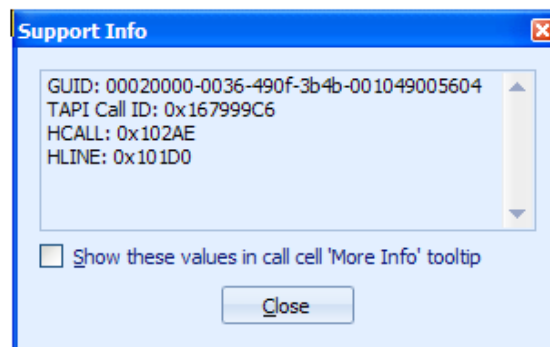 Support Info
GUID: 00020000-0036-490f-3b4b-001049005604
TAPI Call ID: 0x167999C6
HCALL: 0x102AE
HLINE: 0x101D0
Show these values in call cell 'More Info' tooltip
Close